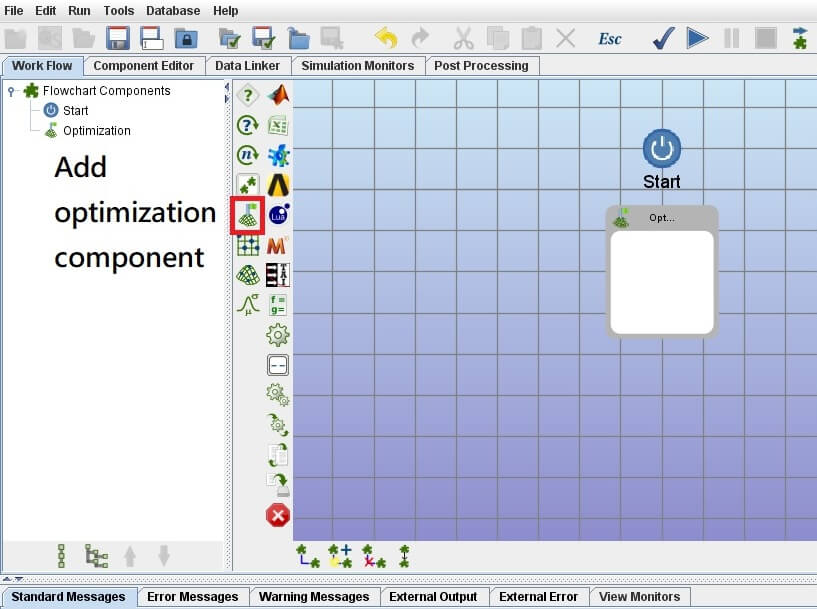 File Edit Run Tools Database Help
Esc
Work Flow Component Editor Data Linker Simulation Monitors Post Processing
Flowchart Components
Start
Optimization
Add
optimization
component
?
?
n
Lua
M
μ
f=
g=
Start
Opt...
Standard Messages Error Messages Warning Messages External Output External Error View Monitors